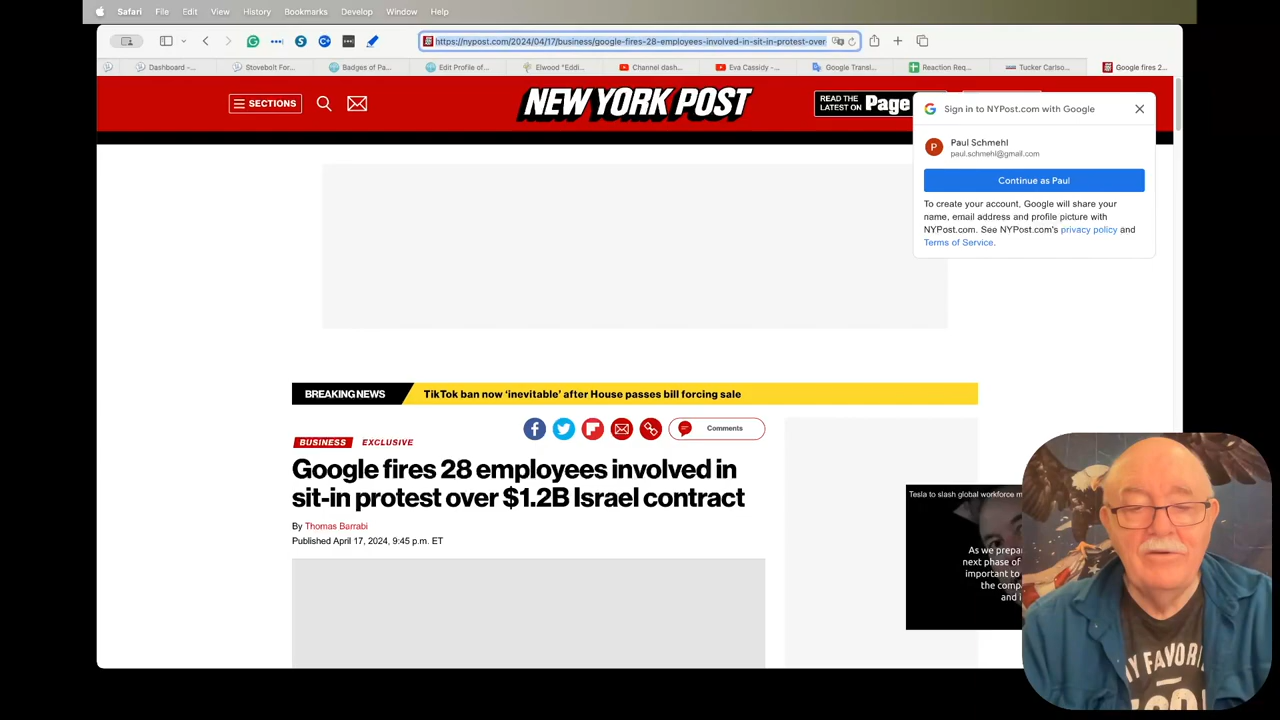 Safari File Edit View History Bookmarks Develop Window Help
https://nypost.com/2024/04/17/business/google-fires-28-employees-involved-in-sit-in-protest-over
Dashboard -... Stovebolt For... Badges of Pa... Edit Profile of... Elwood "Eddi... Channel dash... Eva Cassidy -... Google Transl... Reaction Req... Tucker Carlso... Google fires 2...
SECTIONS
NEW YORK POST
READ THE
LATEST ON
Page
Sign in to NYPost.com with Google
P
Paul Schmehl
paul.schmehl@gmail.com
Continue as Paul
To create your account, Google will share your
name, email address and profile picture with
NYPost.com. See NYPost.com's privacy policy and
Terms of Service.
BREAKING NEWS TikTok ban now ‘inevitable’ after House passes bill forcing sale
Comments
BUSINESS EXCLUSIVE
Google fires 28 employees involved in
sit-in protest over $1.2B Israel contract
By Thomas Barrabi
Published April 17, 2024, 9:45 p.m. ET
Tesla to slash global workforce
As we prepa
next phase of
important to
the comp
and i
MY FAVORI